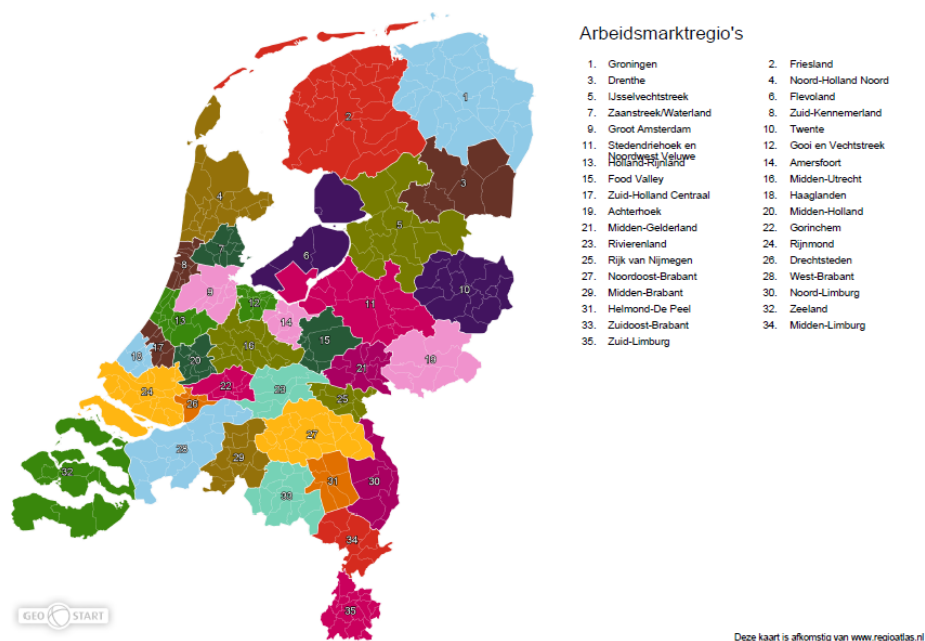 Arbeidsmarktregio's
1. Groningen 2. Friesland
3. Drenthe 4. Noord-Holland Noord
5. IJsselvechtstreek 6. Flevoland
7. Zaanstreek/Waterland 8. Zuid-Kennemerland
9. Groot Amsterdam 10. Twente
11. Stedendriehoek en 12. Gooi en Vechtstreek
Noordwest Veluwe
13. Holland-Rijnland 14. Amersfoort
15. Food Valley 16. Midden-Utrecht
17. Zuid-Holland Centraal 18. Haaglanden
19. Achterhoek 20. Midden-Holland
21. Midden-Gelderland 22. Gorinchem
23. Rivierenland 24. Rijnmond
25. Rijk van Nijmegen 26. Drechtsteden
27. Noordoost-Brabant 28. West-Brabant
29. Midden-Brabant 30. Noord-Limburg
31. Helmond-De Peel 32. Zeeland
33. Zuidoost-Brabant 34. Midden-Limburg
35. Zuid-Limburg
1
2
3
4
5
7
6
8
9
10
12
11
13
14
15
16
17
18
20
19
21
22
23
24
25
26
27
28
29
32
31
30
33
34
35
GEO START
Deze kaart is afkomstig van www.regioatlas.nl